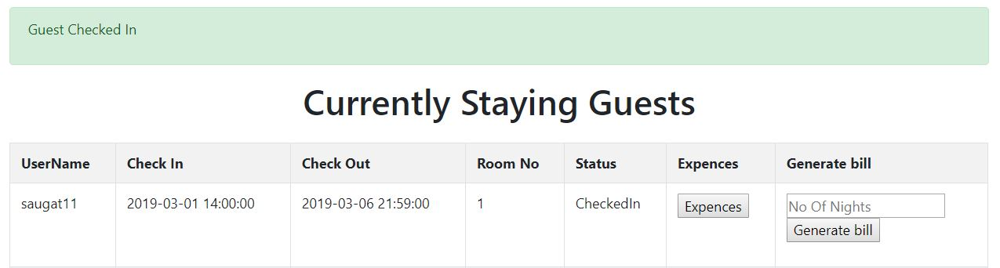 Guest Checked In
Currently Staying Guests
UserName Check In Check Out Room No Status Expences Generate bill
saugat11 2019-03-01 14:00:00 2019-03-06 21:59:00 1 CheckedIn Expences No Of Nights
Generate bill